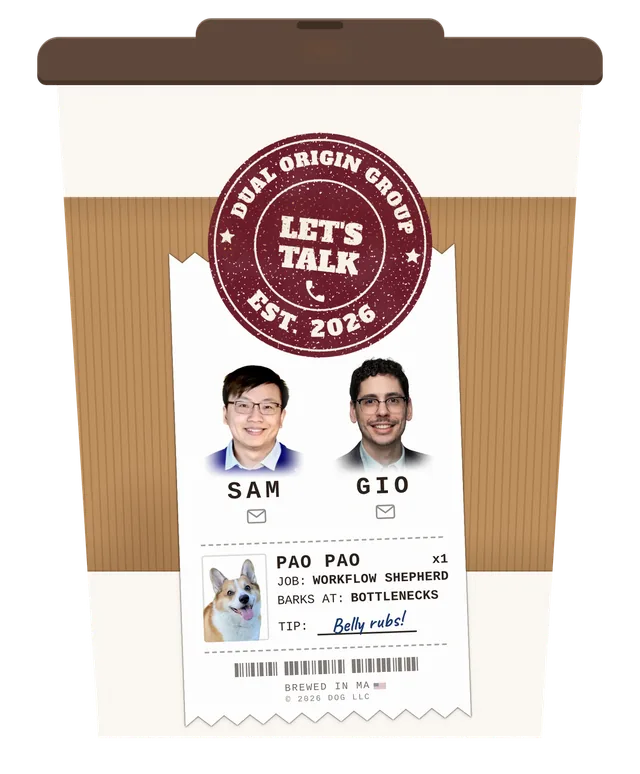 DUAL ORIGIN GROUP
LET'S
TALK
EST. 2026
SAM
GIO
PAO PAO x1
JOB: WORKFLOW SHEPHERD
BARKS AT: BOTTLENECKS
TIP: Belly rubs!
BREWED IN MA 🇺🇸
© 2026 DOG LLC